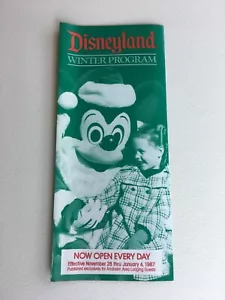 Disneyland
WINTER PROGRAM
NOW OPEN EVERY DAY
Effective November 28 thru January 4, 1987
Published exclusively for Anaheim Area Lodging Guests